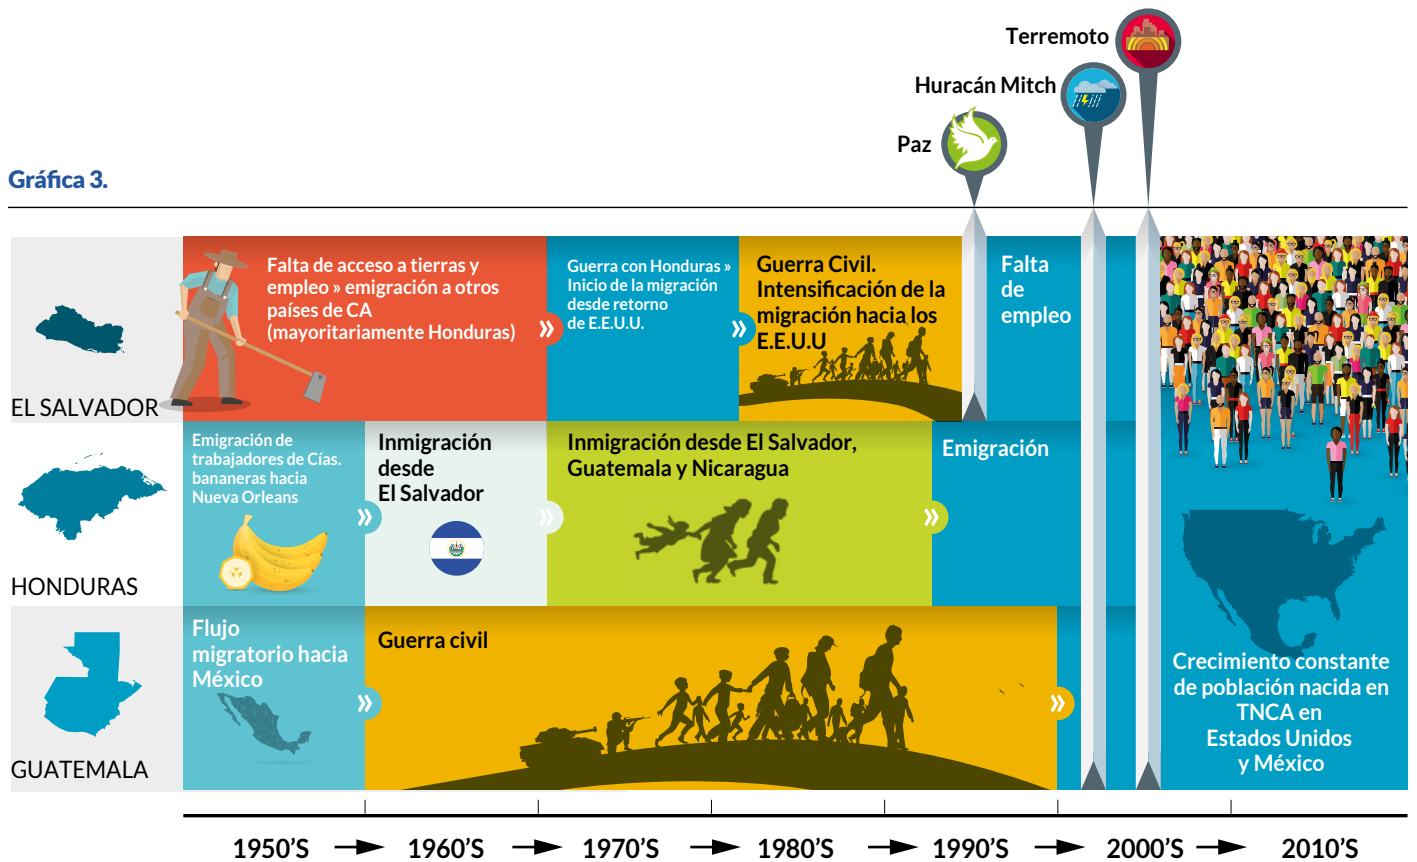 Terremoto
Huracán Mitch
Paz
Gráfica 3.
EL SALVADOR
Falta de acceso a tierras y
empleo » emigración a otros
países de CA
(mayoritariamente Honduras)
»
Guerra con Honduras »
Inicio de la migración
desde retorno
de E.E.U.U.
»
Guerra Civil.
Intensificación de la
migración hacia los
E.E.U.U
Falta
de
empleo
HONDURAS
Emigración de
trabajadores de Cías.
bananeras hacia
Nueva Orleans
»
Inmigración
desde
El Salvador
»
Inmigración desde El Salvador,
Guatemala y Nicaragua
»
Emigración
GUATEMALA
Flujo
migratorio hacia
México
»
Guerra civil
»
Crecimiento constante
de población nacida en
TNCA en
Estados Unidos
y México
1950'S
1960'S
1970'S
1980'S
1990'S
2000'S
2010'S